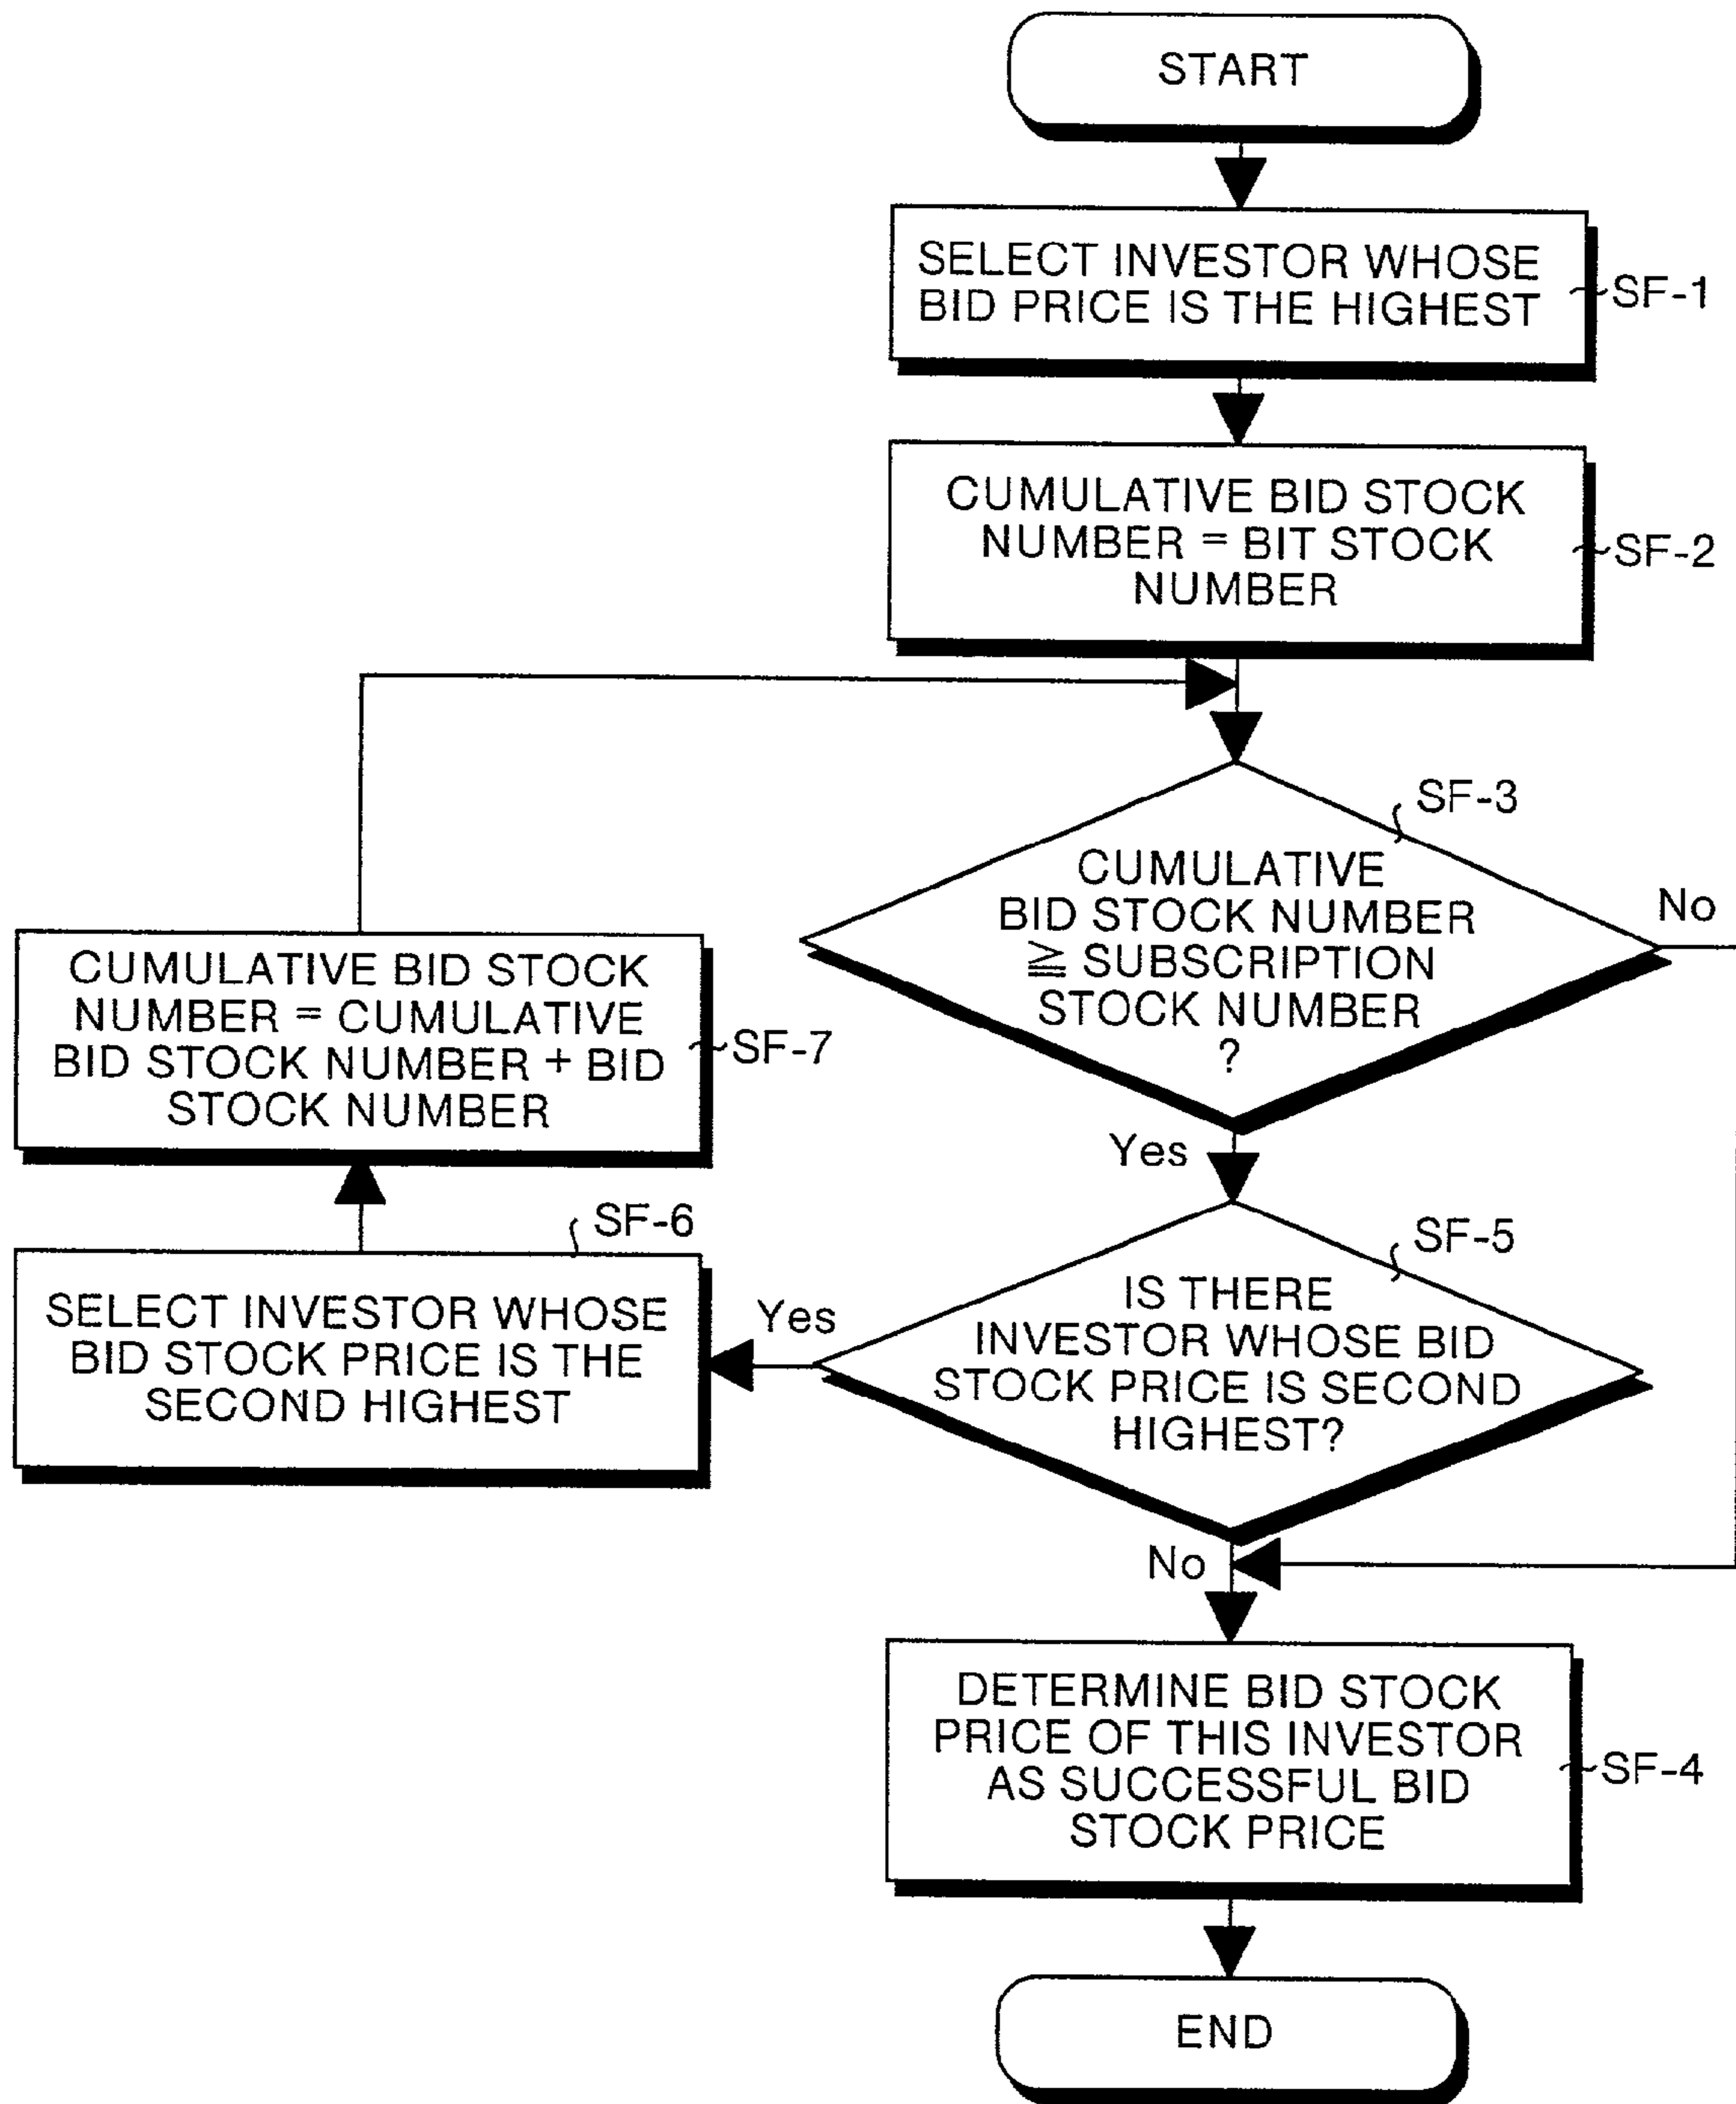 START
SELECT INVESTOR WHOSE
BID PRICE IS THE HIGHEST
SF-1
CUMULATIVE BID STOCK
NUMBER = BIT STOCK
NUMBER
SF-2
SF-3
CUMULATIVE
BID STOCK NUMBER
≧ SUBSCRIPTION
STOCK NUMBER
?
No
Yes
CUMULATIVE BID STOCK
NUMBER = CUMULATIVE
BID STOCK NUMBER + BID
STOCK NUMBER
SF-7
SF-6
SELECT INVESTOR WHOSE
BID STOCK PRICE IS THE
SECOND HIGHEST
Yes
SF-5
IS THERE
INVESTOR WHOSE BID
STOCK PRICE IS SECOND
HIGHEST?
No
DETERMINE BID STOCK
PRICE OF THIS INVESTOR
AS SUCCESSFUL BID
STOCK PRICE
SF-4
END